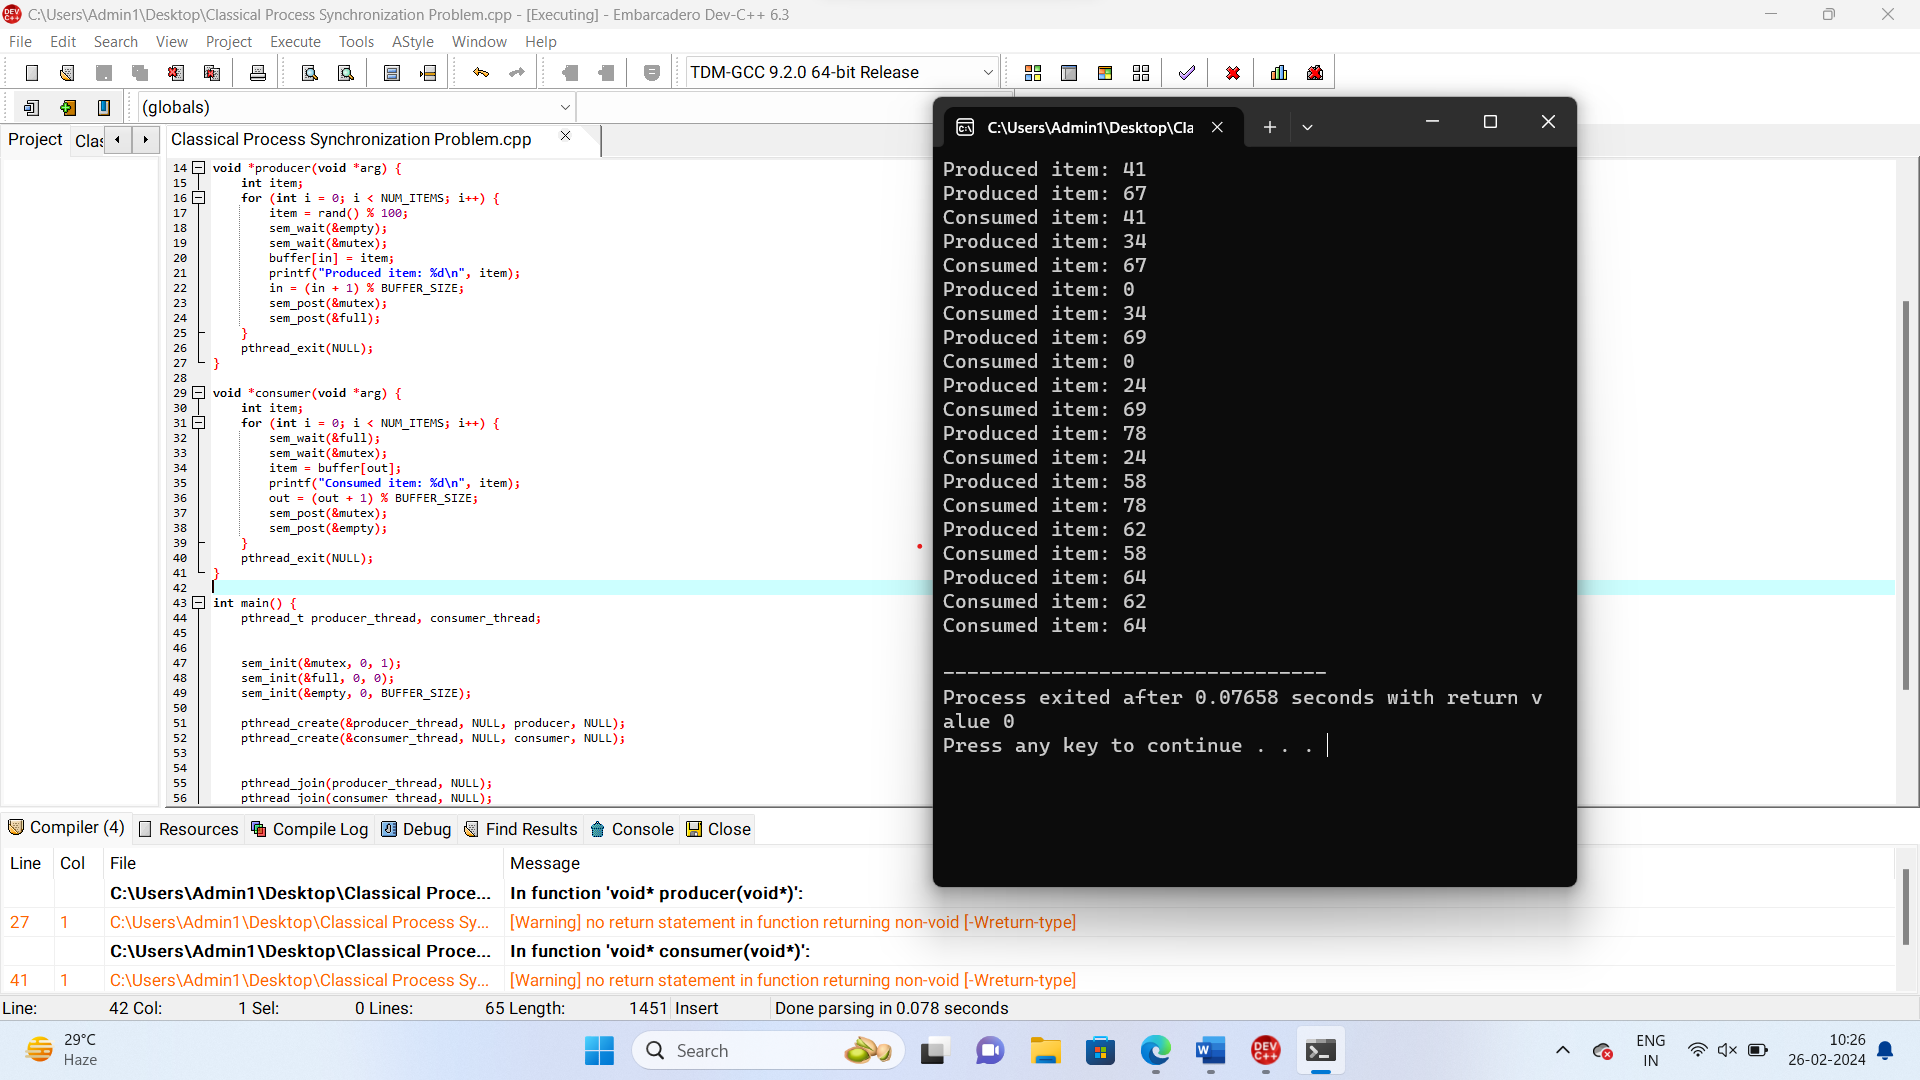 C:\Users\Admin1\Desktop\Classical Process Synchronization Problem.cpp - [Executing] - Embarcadero Dev-C++ 6.3
File Edit Search View Project Execute Tools AStyle Window Help
TDM-GCC 9.2.0 64-bit Release
(globals)
Project Clas Classical Process Synchronization Problem.cpp
14 void *producer(void *arg) {
15 int item;
16 for (int i = 0; i < NUM_ITEMS; i++) {
17 item = rand() % 100;
18 sem_wait(&empty);
19 sem_wait(&mutex);
20 buffer[in] = item;
21 printf("Produced item: %d\n", item);
22 in = (in + 1) % BUFFER_SIZE;
23 sem_post(&mutex);
24 sem_post(&full);
25 }
26 pthread_exit(NULL);
27 }
28
29 void *consumer(void *arg) {
30 int item;
31 for (int i = 0; i < NUM_ITEMS; i++) {
32 sem_wait(&full);
33 sem_wait(&mutex);
34 item = buffer[out];
35 printf("Consumed item: %d\n", item);
36 out = (out + 1) % BUFFER_SIZE;
37 sem_post(&mutex);
38 sem_post(&empty);
39 }
40 pthread_exit(NULL);
41 }
42
43 int main() {
44 pthread_t producer_thread, consumer_thread;
45
46
47 sem_init(&mutex, 0, 1);
48 sem_init(&full, 0, 0);
49 sem_init(&empty, 0, BUFFER_SIZE);
50
51 pthread_create(&producer_thread, NULL, producer, NULL);
52 pthread_create(&consumer_thread, NULL, consumer, NULL);
53
54
55 pthread_join(producer_thread, NULL);
56 pthread_join(consumer_thread, NULL);
C:\Users\Admin1\Desktop\Cla
Produced item: 41
Produced item: 67
Consumed item: 41
Produced item: 34
Consumed item: 67
Produced item: 0
Consumed item: 34
Produced item: 69
Consumed item: 0
Produced item: 24
Consumed item: 69
Produced item: 78
Consumed item: 24
Produced item: 58
Consumed item: 78
Produced item: 62
Consumed item: 58
Produced item: 64
Consumed item: 62
Consumed item: 64
--------------------------------
Process exited after 0.07658 seconds with return v
alue 0
Press any key to continue . . .
Compiler (4) Resources Compile Log Debug Find Results Console Close
Line Col File Message
C:\Users\Admin1\Desktop\Classical Proce... In function 'void* producer(void*)':
27 1 C:\Users\Admin1\Desktop\Classical Process Sy... [Warning] no return statement in function returning non-void [-Wreturn-type]
C:\Users\Admin1\Desktop\Classical Proce... In function 'void* consumer(void*)':
41 1 C:\Users\Admin1\Desktop\Classical Process Sy... [Warning] no return statement in function returning non-void [-Wreturn-type]
Line: 42 Col: 1 Sel: 0 Lines: 65 Length: 1451 Insert Done parsing in 0.078 seconds
29°C
Haze
Search
DEV
C++
ENG
IN
10:26
26-02-2024